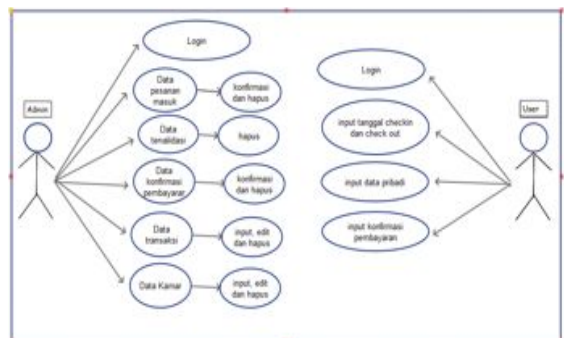 Admin
Login
Data
pesanan
masuk
konfirmasi
dan hapus
Data
hapus
Data
konfirmasi
pembayaran
konfirmasi
dan hapus
Data
transaksi
input, edit
dan hapus
Data Kamar
input, edit
dan hapus
User
Login
input tanggal checkin
dan check out
input data pribadi
input konfirmasi
pembayaran